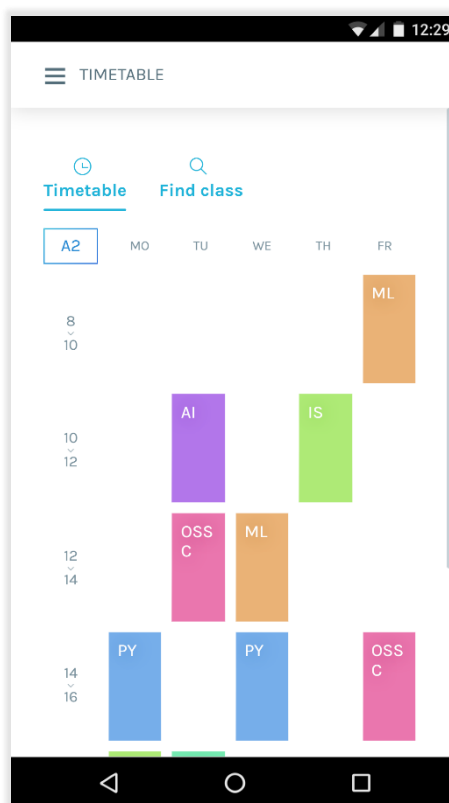 12:29
TIMETABLE
Timetable
Find class
A2 MO TU WE TH FR
8
10
ML
10
12
AI
IS
12
14
OSS
C
ML
14
16
PY
PY
OSS
C